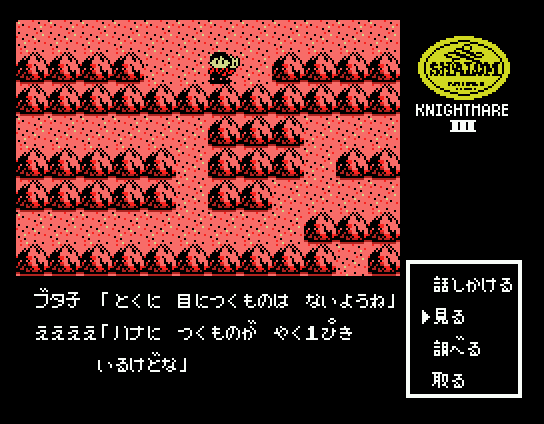 SHALOM
KNIGHTMARE
III
ブタ子「とくに 目につくものは ないようね」
ええええ「ハナに つくものが やく1ぴき
いるけどな」
話しかける
▶見る
調べる
取る